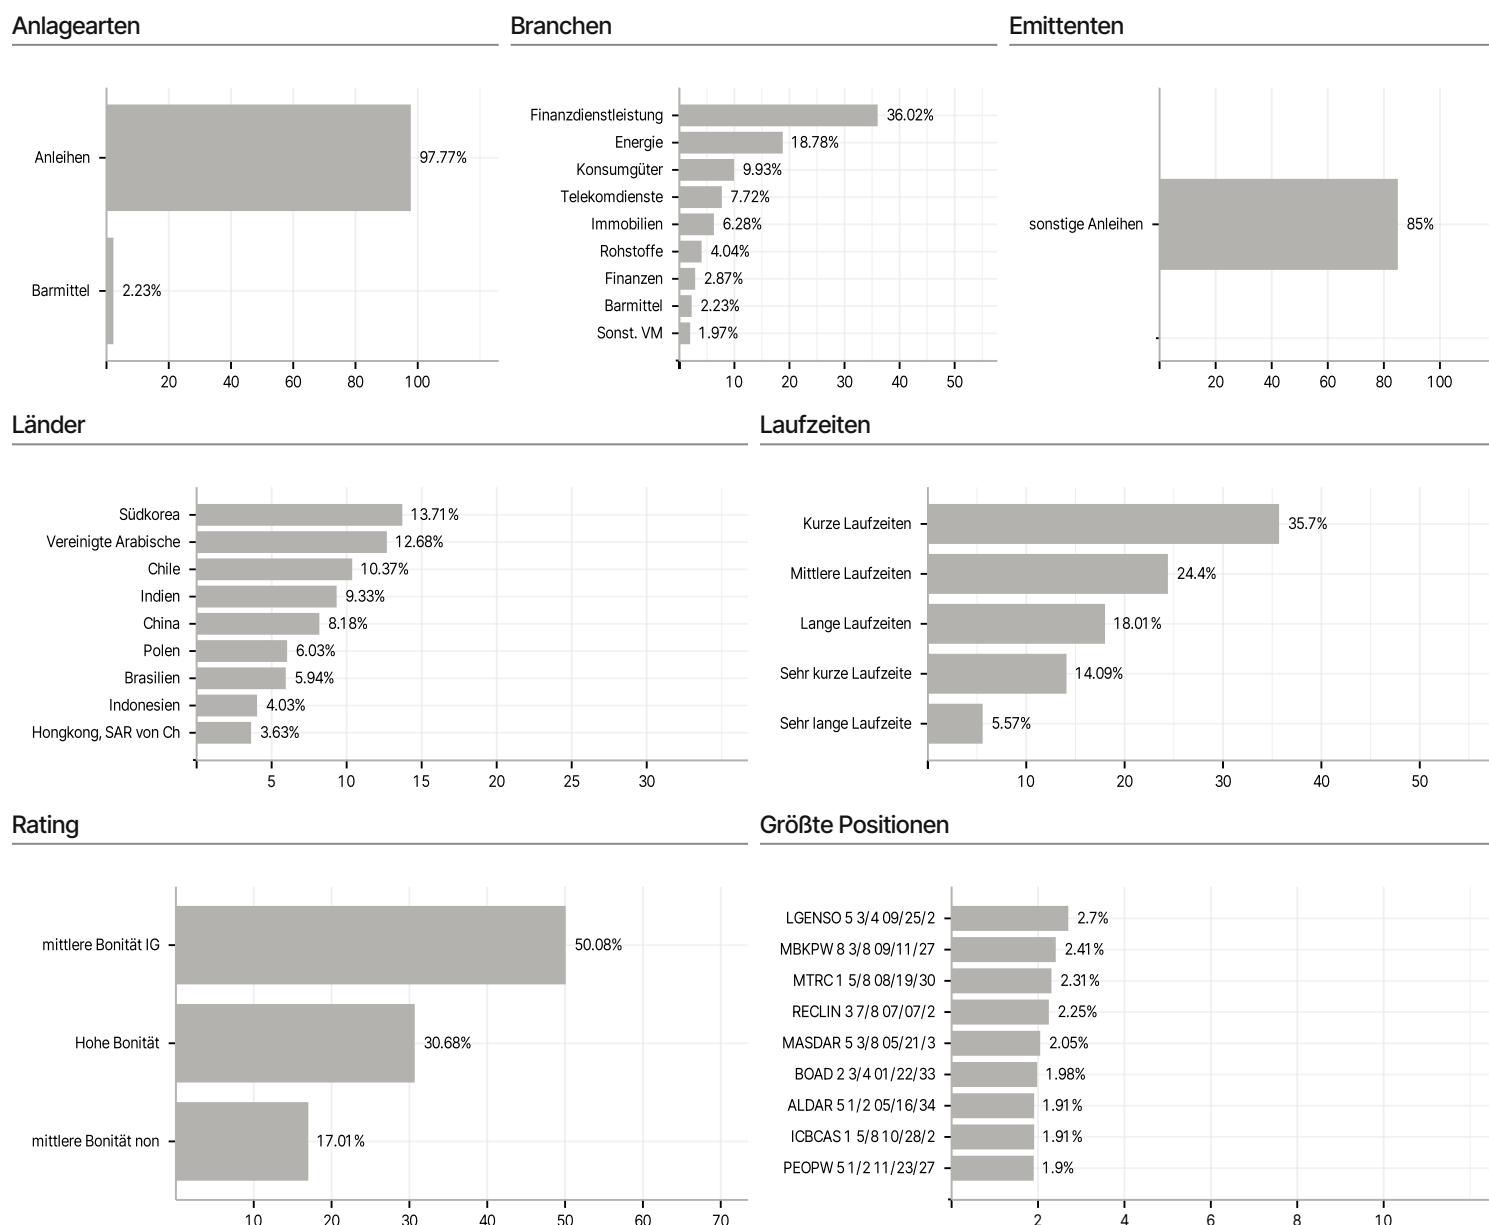 Anlagearten
Anleihen
97.77%
Barmittel
2.23%
20 40 60 80 100
Branchen
Finanzdienstleistung 36.02%
Energie 18.78%
Konsumgüter 9.93%
Telekomdienste 7.72%
Immobilien 6.28%
Rohstoffe 4.04%
Finanzen 2.87%
Barmittel 2.23%
Sonst. VM 1.97%
10 20 30 40 50
Emittenten
sonstige Anleihen 85%
20 40 60 80 100
Länder
Südkorea 13.71%
Vereinigte Arabische 12.68%
Chile 10.37%
Indien 9.33%
China 8.18%
Polen 6.03%
Brasilien 5.94%
Indonesien 4.03%
Hongkong, SAR von Ch 3.63%
5 10 15 20 25 30
Laufzeiten
Kurze Laufzeiten 35.7%
Mittlere Laufzeiten 24.4%
Lange Laufzeiten 18.01%
Sehr kurze Laufzeite 14.09%
Sehr lange Laufzeite 5.57%
10 20 30 40 50
Rating
mittlere Bonität IG 50.08%
Hohe Bonität 30.68%
mittlere Bonität non 17.01%
10 20 30 40 50 60 70
Größte Positionen
LGENSO 5 3/4 09/25/2 2.7%
MBKPW 8 3/8 09/11/27 2.41%
MTRC 1 5/8 08/19/30 2.31%
RECLIN 3 7/8 07/07/2 2.25%
MASDAR 5 3/8 05/21/3 2.05%
BOAD 2 3/4 01/22/33 1.98%
ALDAR 5 1/2 05/16/34 1.91%
ICBCAS 1 5/8 10/28/2 1.91%
PEOPW 5 1/2 11/23/27 1.9%
2 4 6 8 10